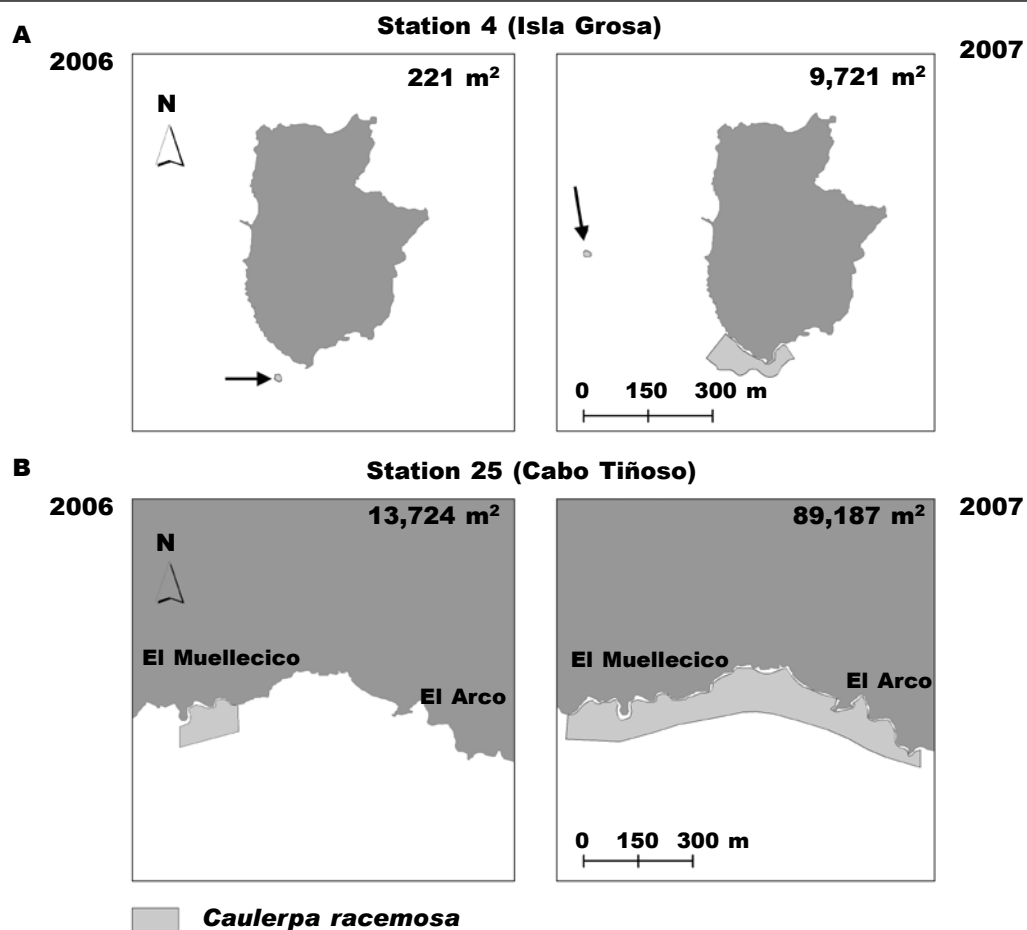 A
Station 4 (Isla Grosa)
2006
2007
221 m²
9,721 m²
N
0 150 300 m
B
Station 25 (Cabo Tiñoso)
2006
2007
13,724 m²
89,187 m²
N
El Muellecico
El Arco
El Muellecico
El Arco
0 150 300 m
Caulerpa racemosa